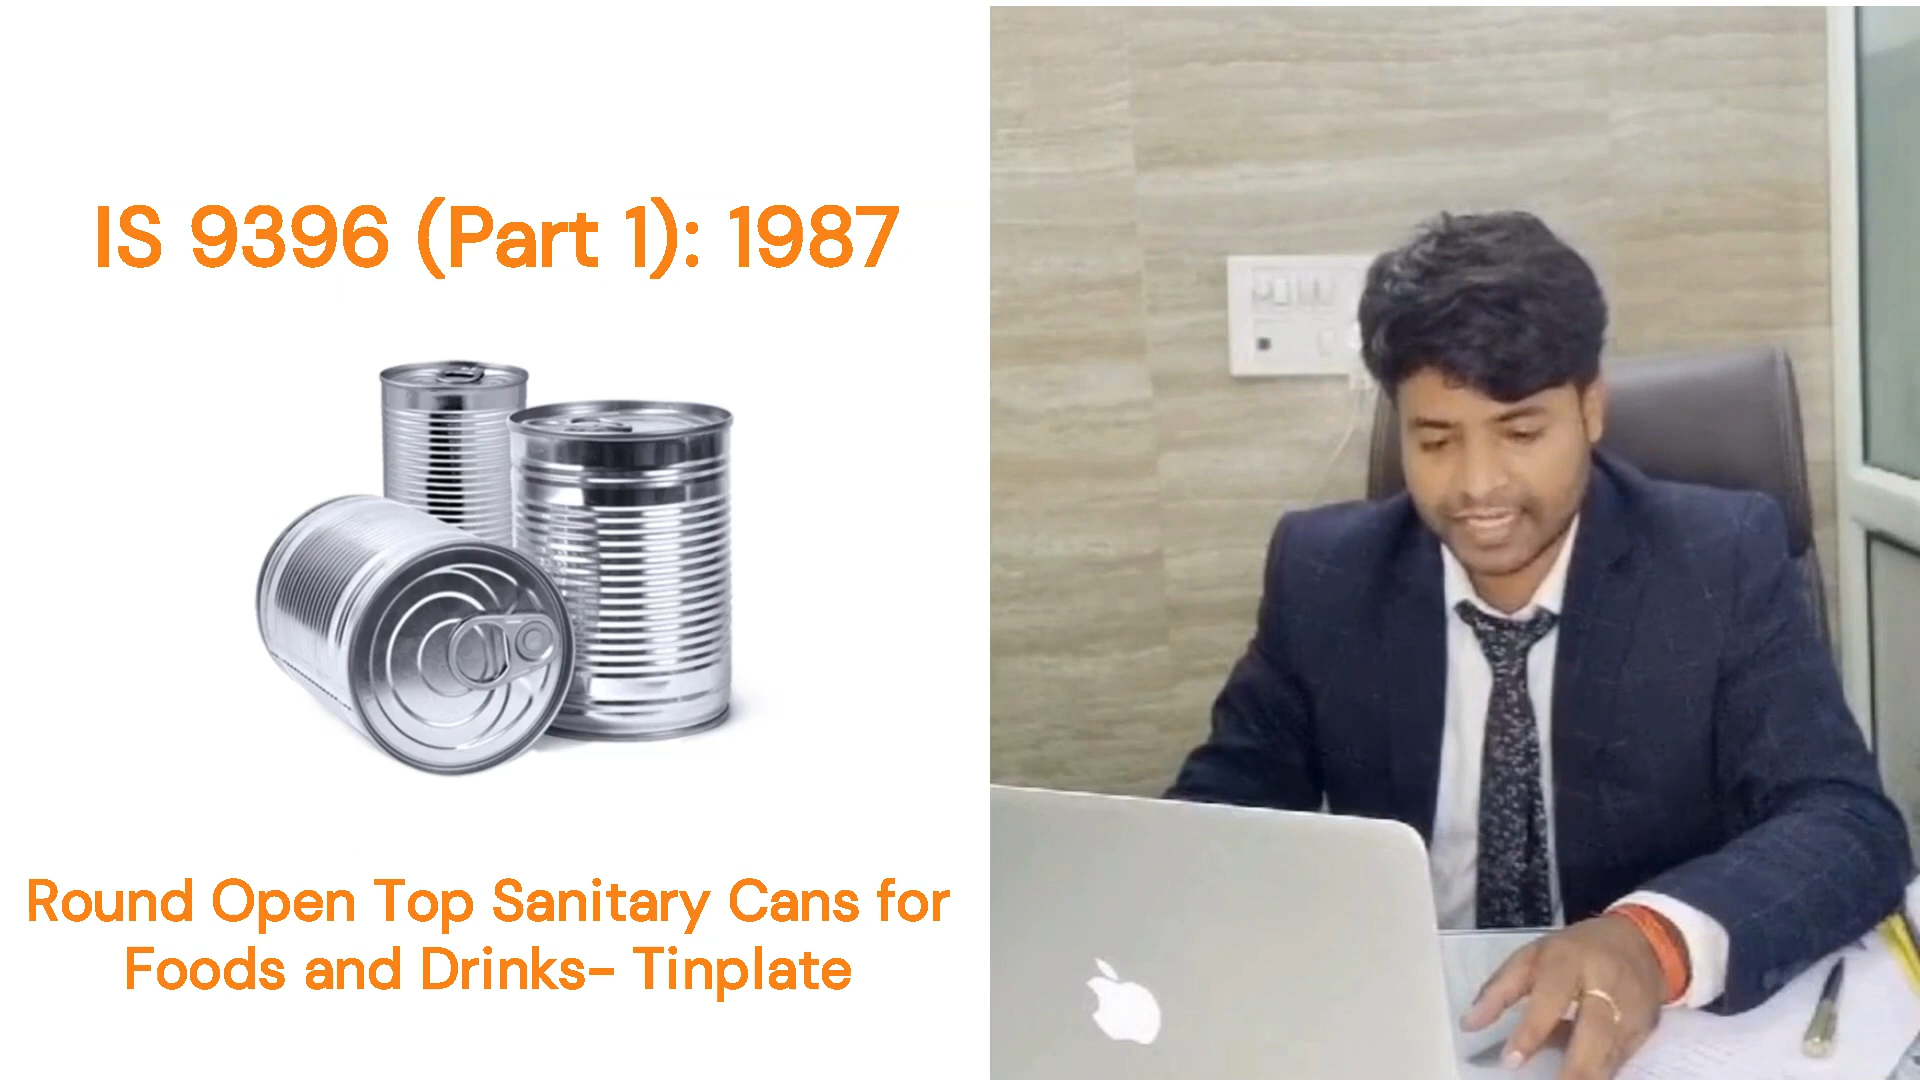 IS 9396 (Part 1): 1987
Round Open Top Sanitary Cans for
Foods and Drinks- Tinplate